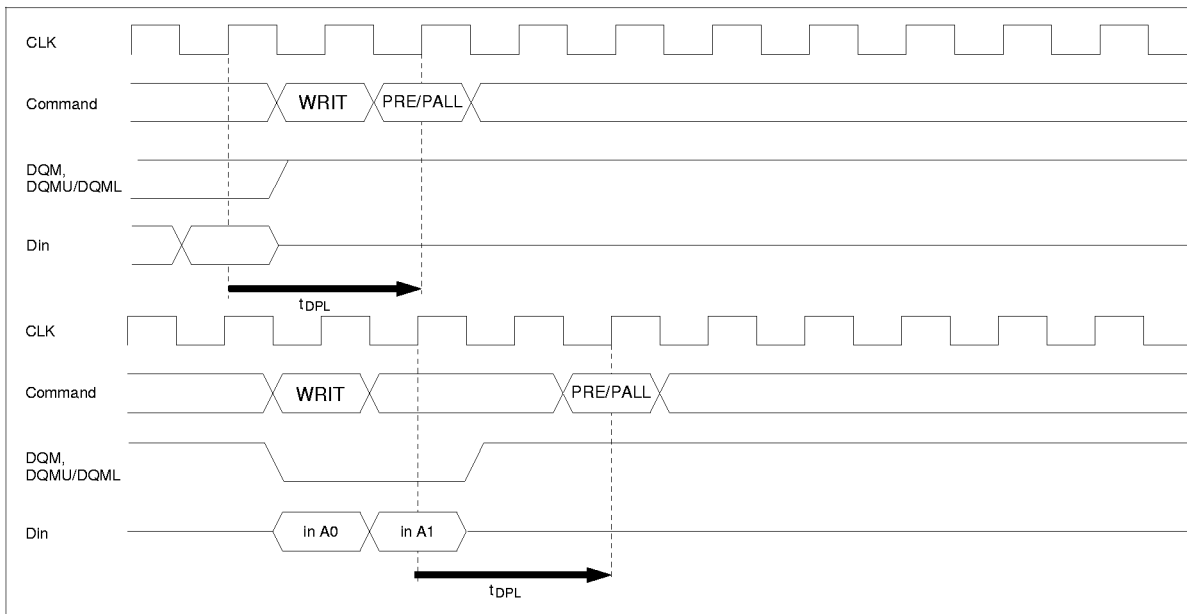 CLK
Command
WRIT
PRE/PALL
DQM,
DQMU/DQML
Din
tDPL
CLK
Command
WRIT
PRE/PALL
DQM,
DQMU/DQML
Din
in A0
in A1
tDPL